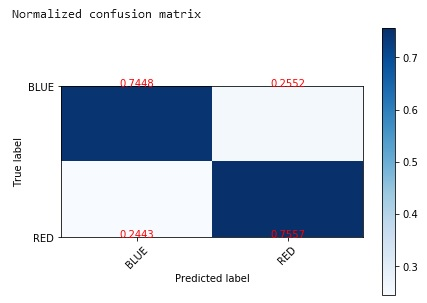 Normalized confusion matrix
BLUE
0.7448 0.2552
0.7
0.6
True label
0.5
0.4
RED
0.2443 0.7557
0.3
BLUE
RED
Predicted label